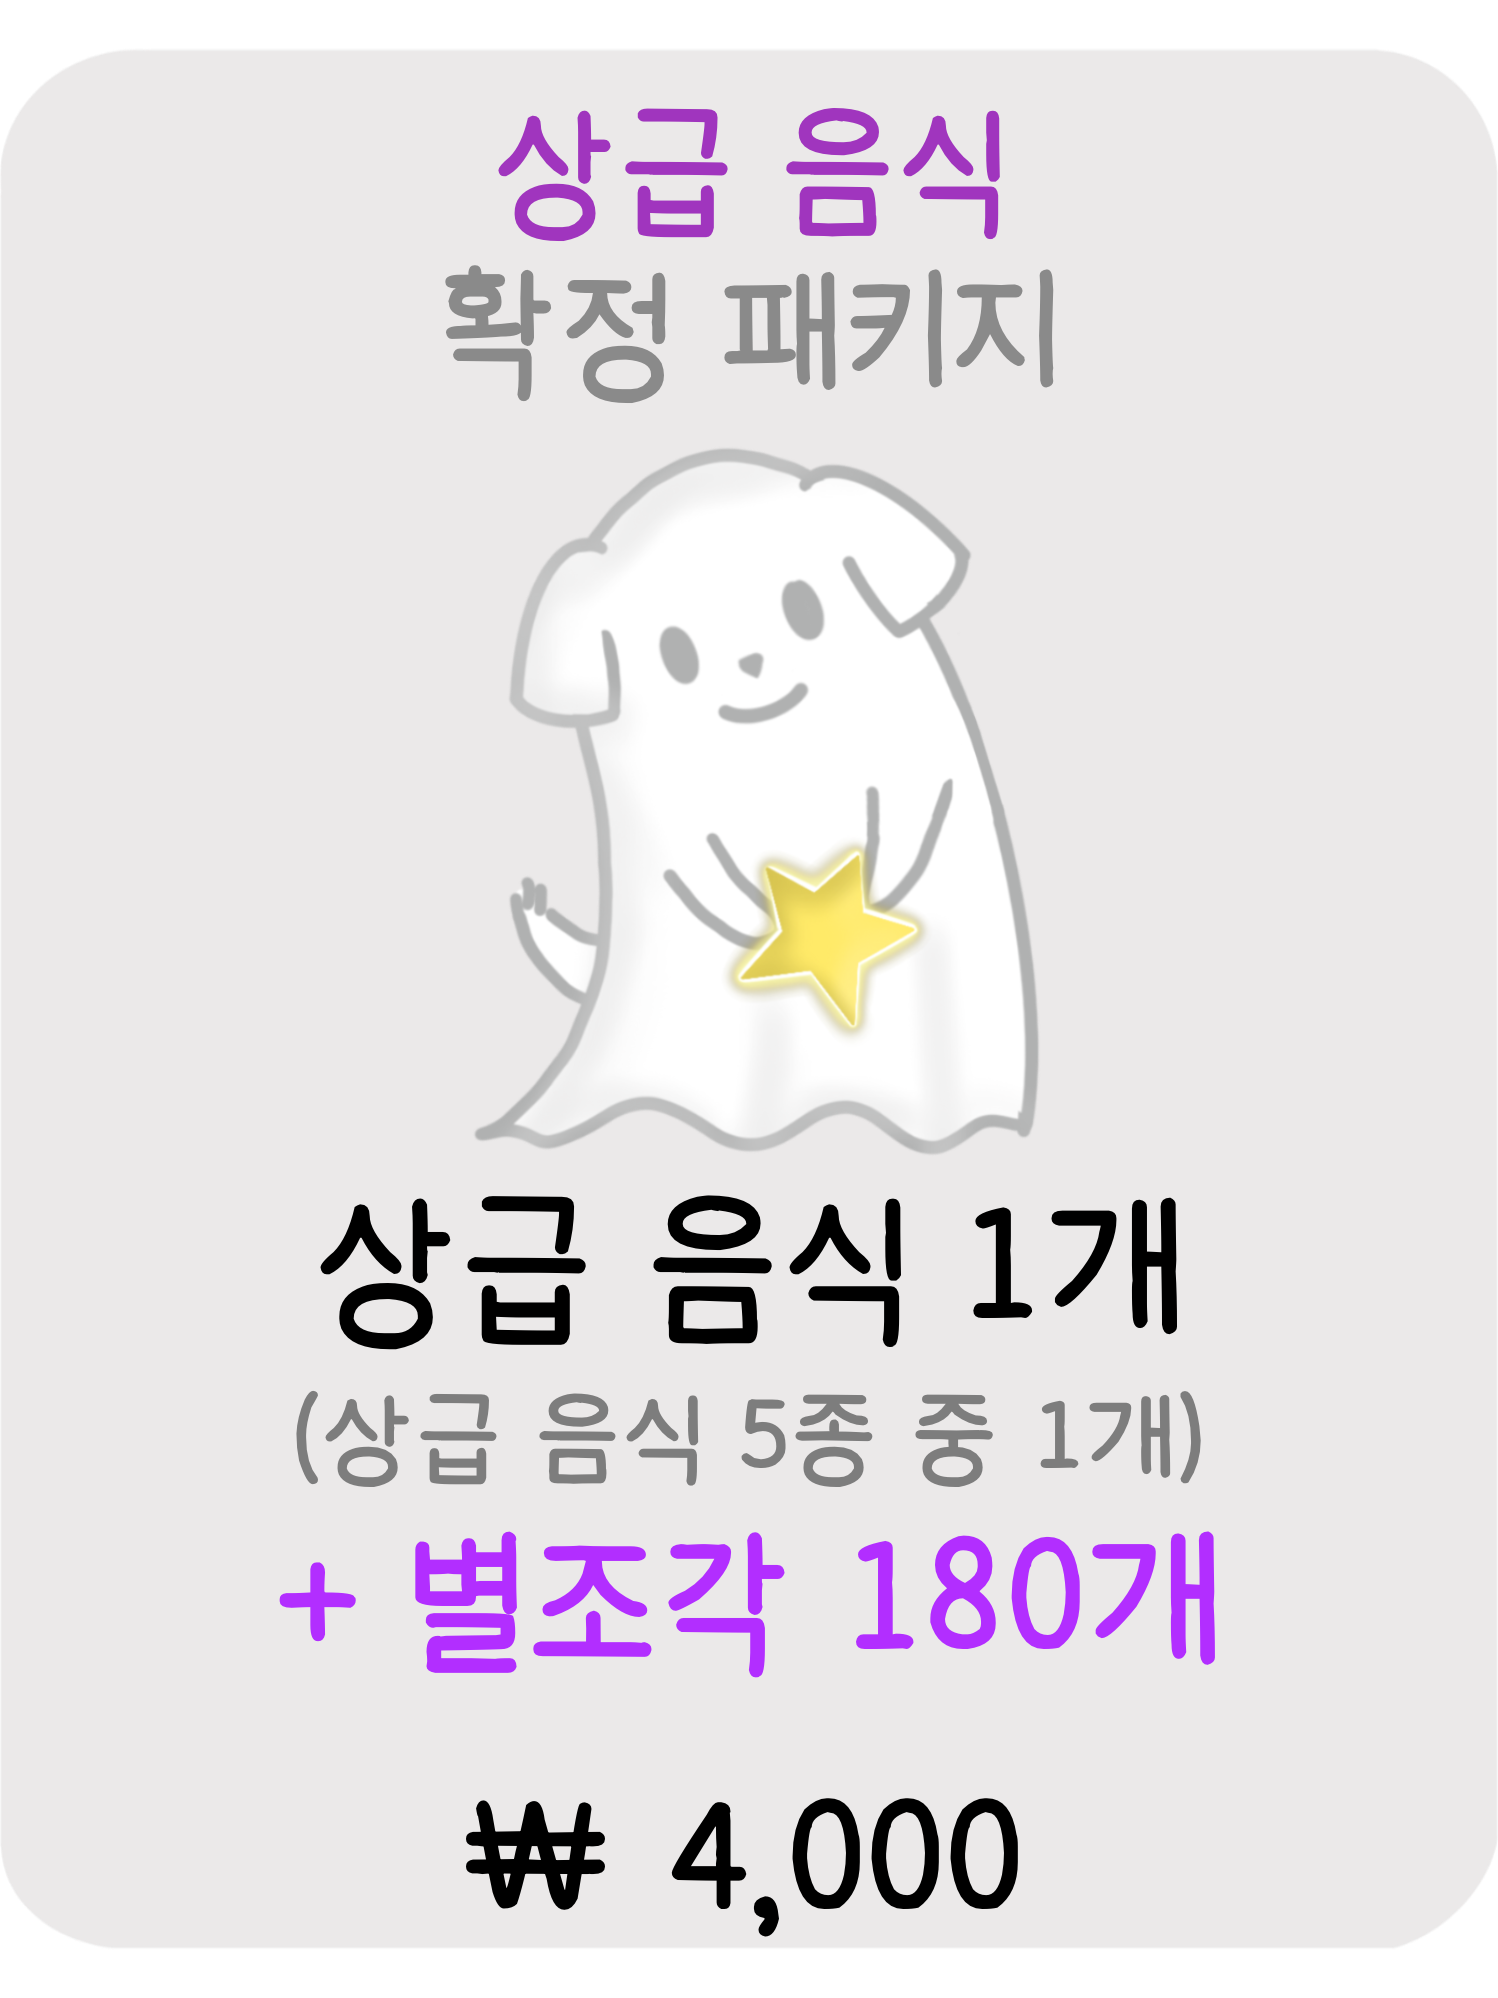 상급 음식
확정 패키지
상급 음식 1개
(상급 음식 5종 중 1개)
+ 별조각 180개
₩ 4,000